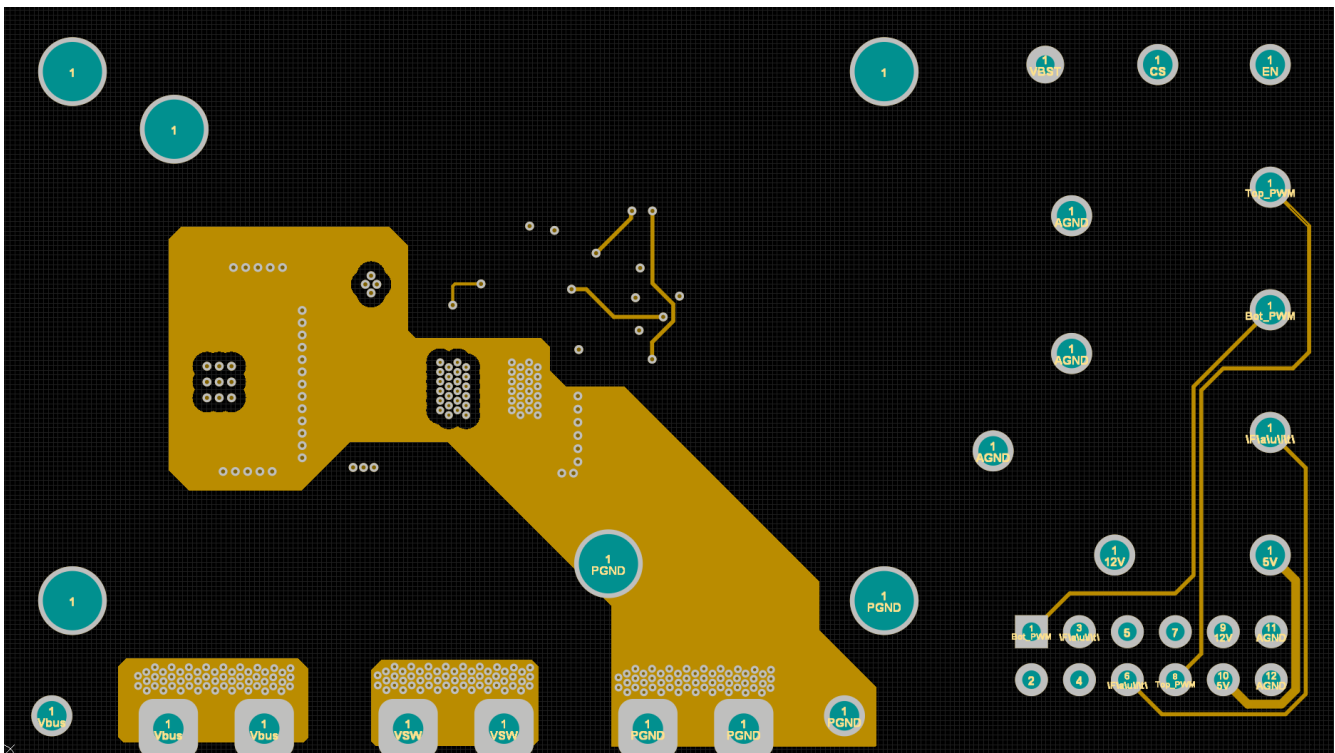 1
1
1
VBST
1
CS
1
EN
1
1
Top_PWM
1
AGND
1
Bot_PWM
1
AGND
1
\F\a\u\l\t\
1
AGND
1
PGND
1
12V
1
5V
1
1
PGND
1
Bot_PWM
3
\F\a\u\l\t\
5
7
9
12V
11
AGND
2
4
6
\F\a\u\l\t\
8
Top_PWM
10
5V
12
AGND
1
Vbus
1
Vbus
1
Vbus
1
VSW
1
VSW
1
PGND
1
PGND
1
PGND